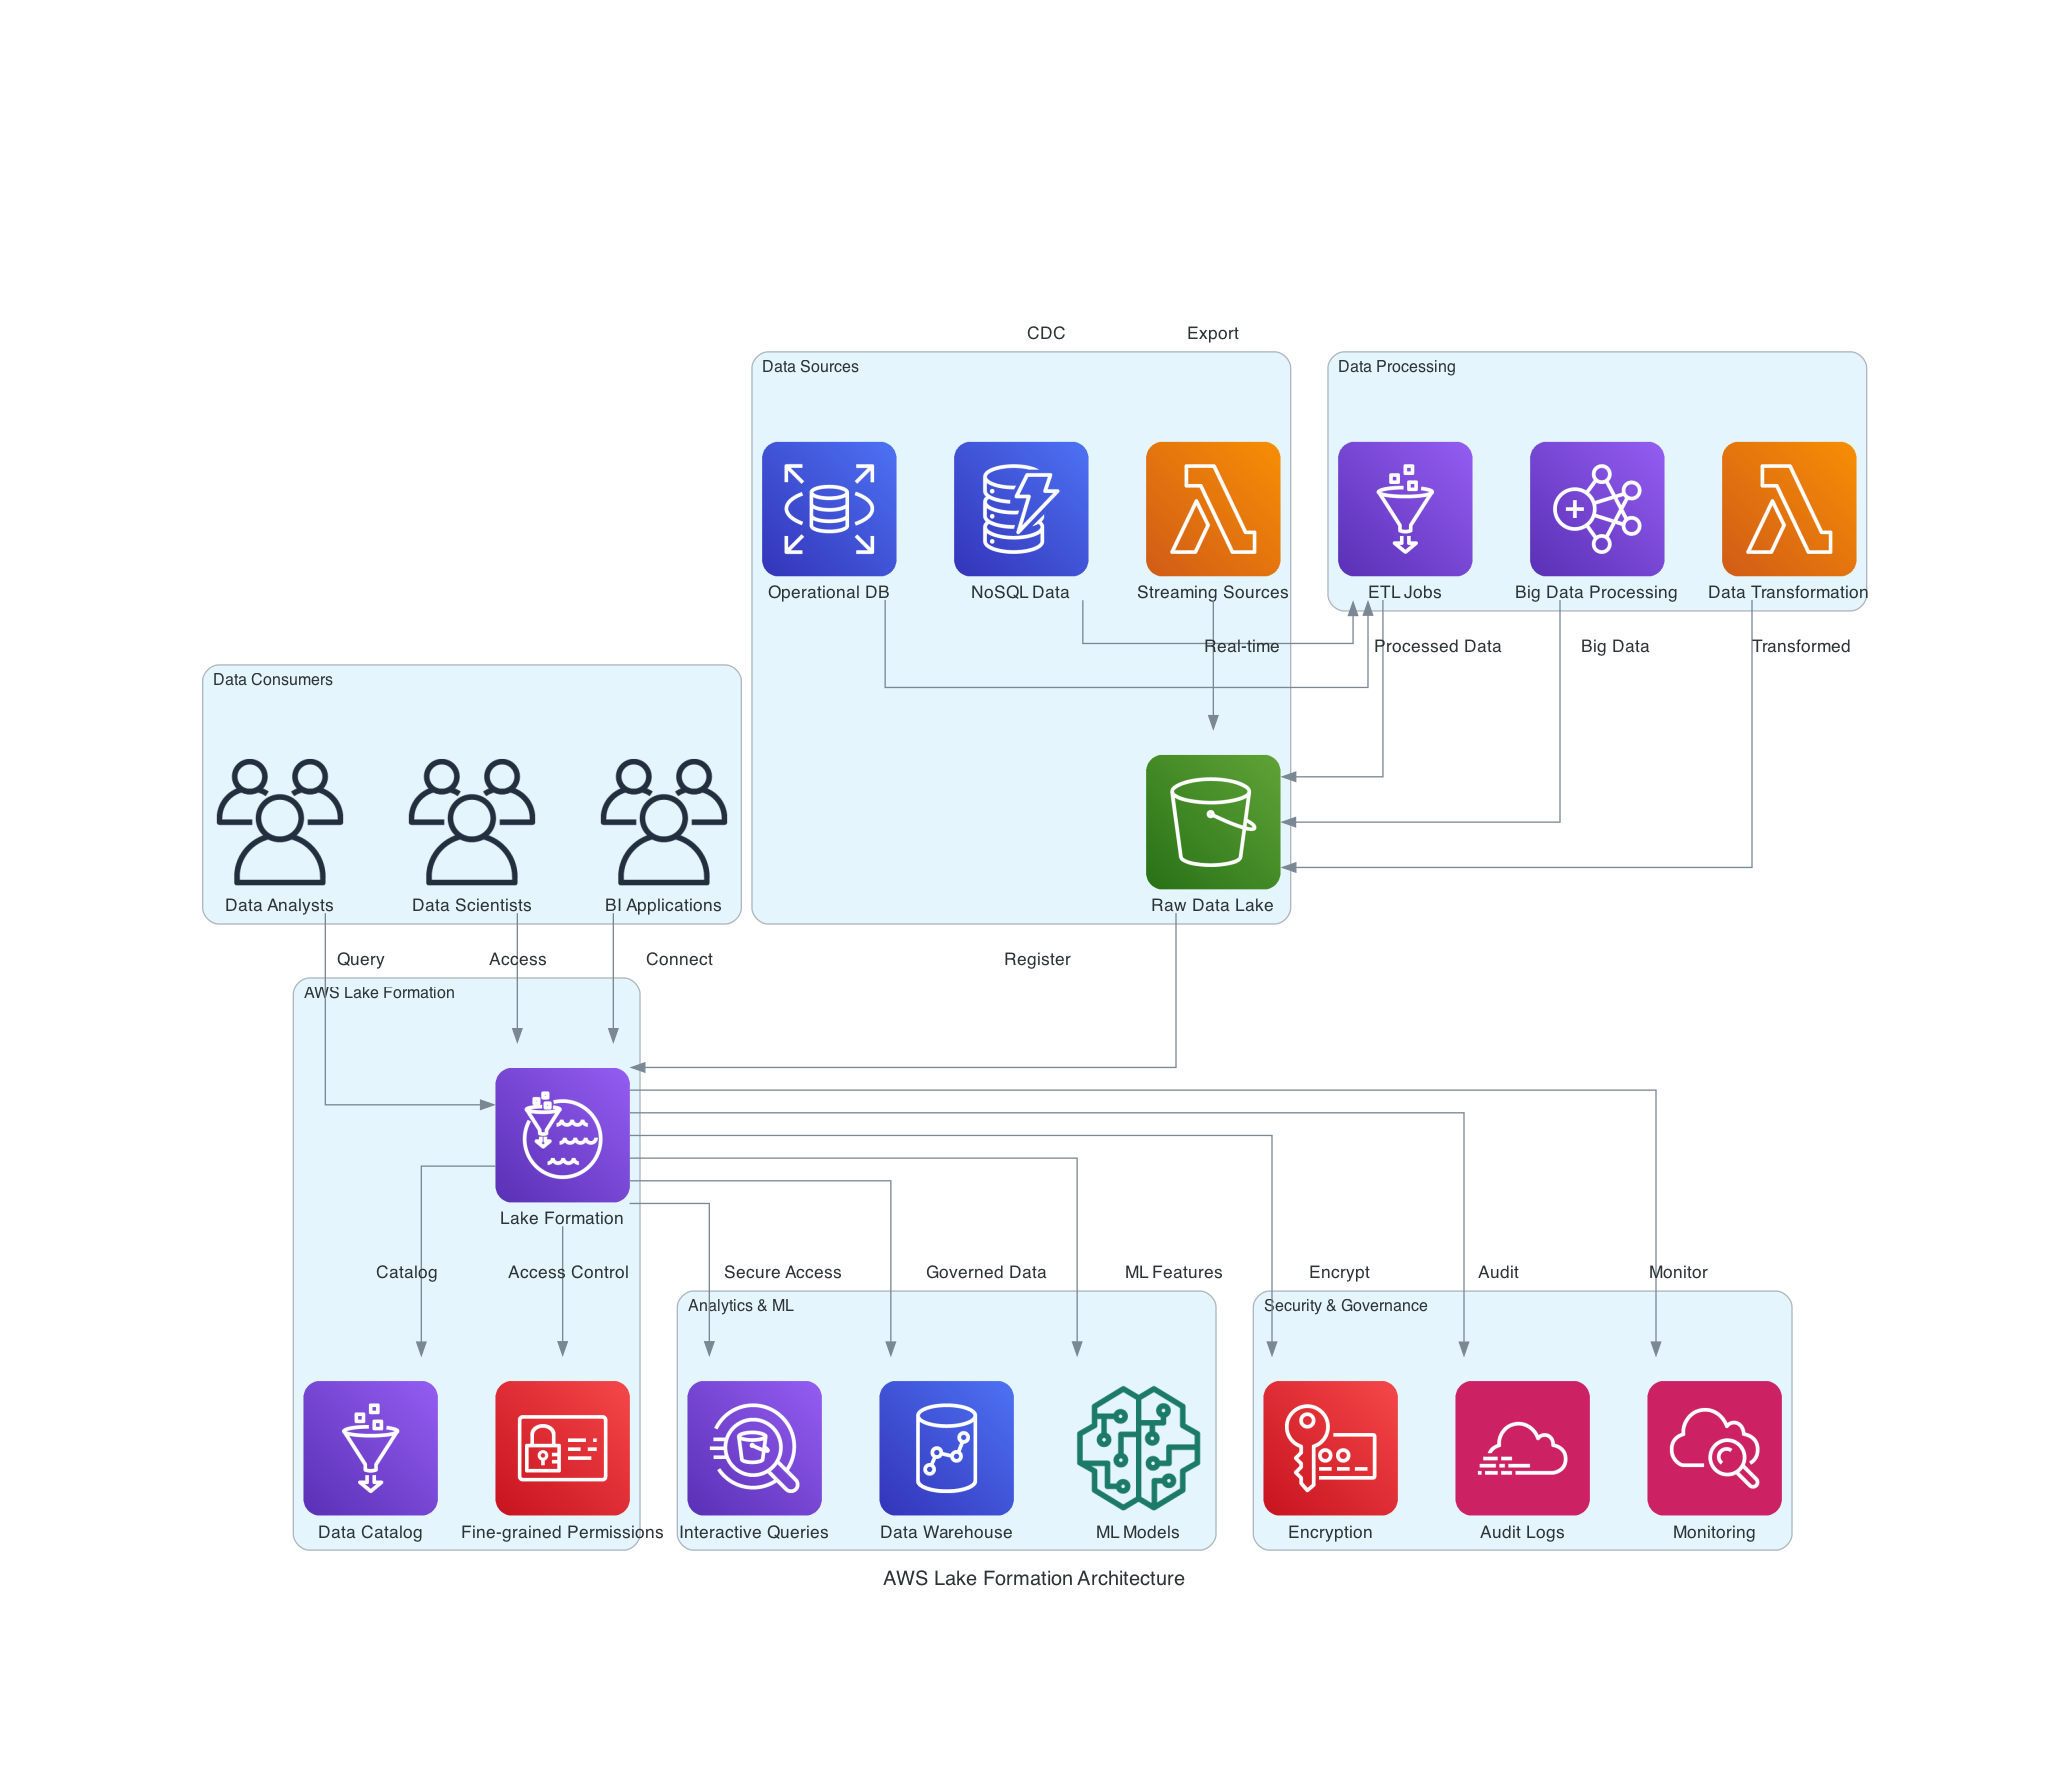 CDC
Export
Data Sources
Data Processing
Operational DB
NoSQL Data
Streaming Sources
ETL Jobs
Big Data Processing
Data Transformation
Real-time
Processed Data
Big Data
Transformed
Data Consumers
Data Analysts
Data Scientists
BI Applications
Raw Data Lake
Query
Access
Connect
Register
AWS Lake Formation
Lake Formation
Catalog
Access Control
Secure Access
Governed Data
ML Features
Encrypt
Audit
Monitor
Analytics & ML
Security & Governance
Data Catalog
Fine-grained Permissions
Interactive Queries
Data Warehouse
ML Models
Encryption
Audit Logs
Monitoring
AWS Lake Formation Architecture